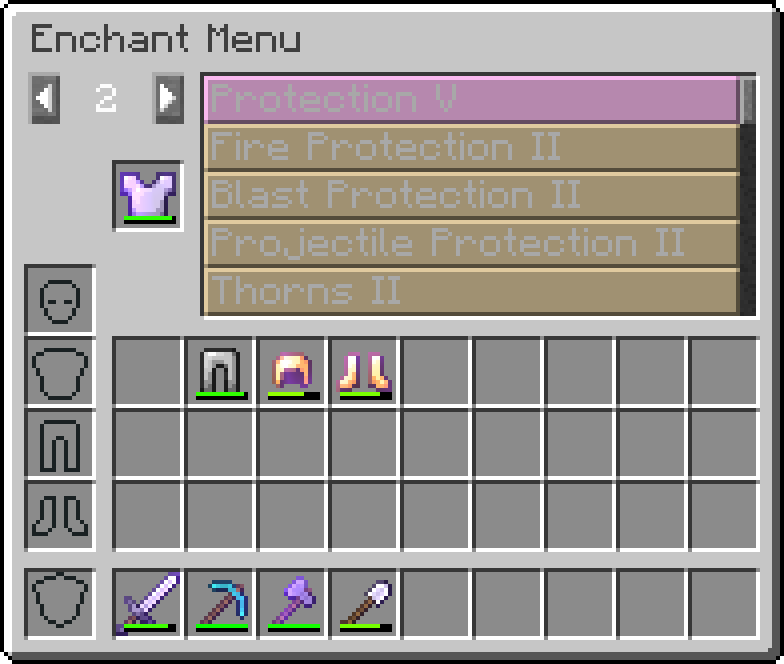 Enchant Menu
2
Protection V
Fire Protection II
Blast Protection II
Projectile Protection II
Thorns II